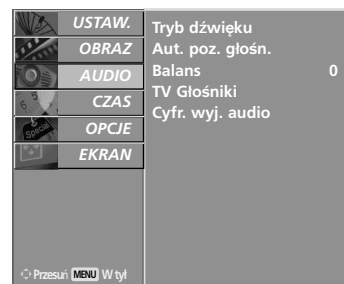 USTAW.
OBRAZ
AUDIO
CZAS
OPCJE
EKRAN
Tryb dźwięku
Aut. poz. głośn.
Balans 0
TV Głośniki
Cyfr. wyj. audio
Przesuń MENU W tył